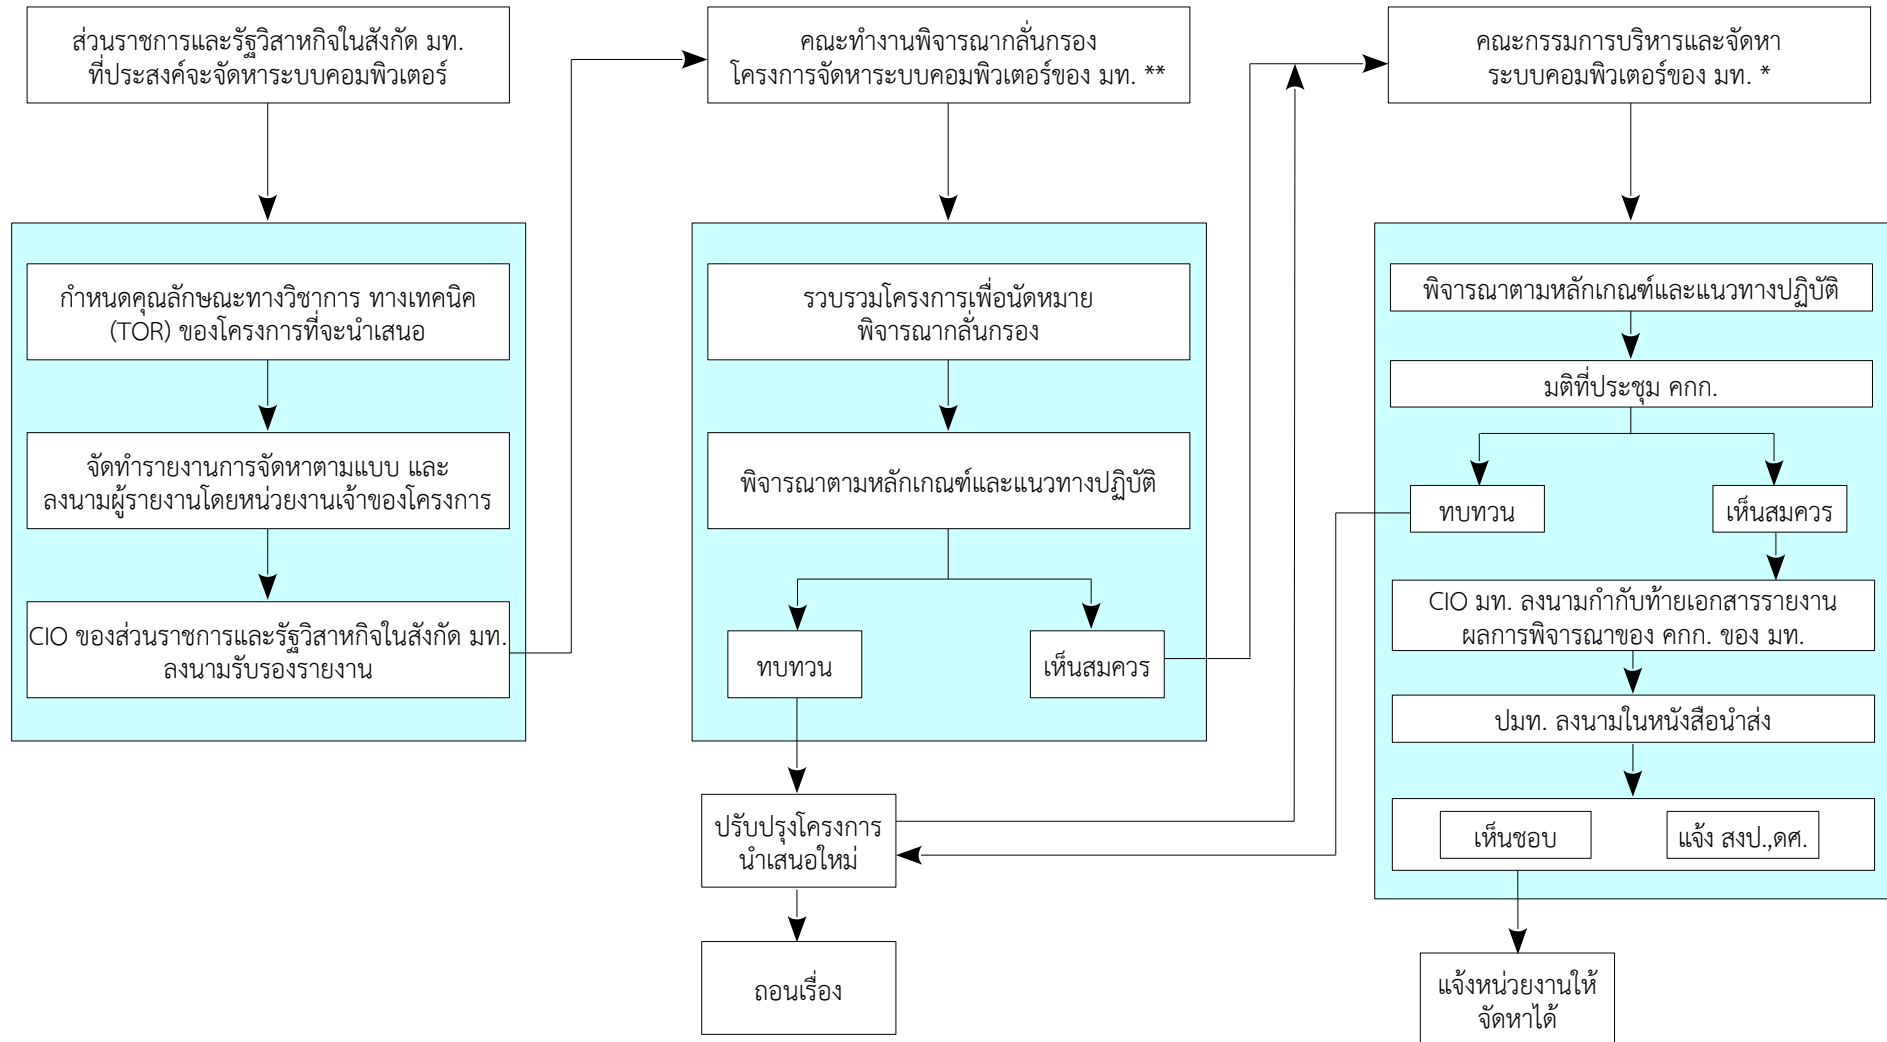 ส่วนราชการและรัฐวิสาหกิจในสังกัด มท.
ที่ประสงค์จะจัดหาระบบคอมพิวเตอร์
กำหนดคุณลักษณะทางวิชาการ ทางเทคนิค
(TOR) ของโครงการที่จะนำเสนอ
จัดทำรายงานการจัดหาตามแบบ และ
ลงนามผู้รายงานโดยหน่วยงานเจ้าของโครงการ
CIO ของส่วนราชการและรัฐวิสาหกิจในสังกัด มท.
ลงนามรับรองรายงาน
คณะทำงานพิจารณากลั่นกรอง
โครงการจัดหาระบบคอมพิวเตอร์ของ มท. **
รวบรวมโครงการเพื่อนัดหมาย
พิจารณากลั่นกรอง
พิจารณาตามหลักเกณฑ์และแนวทางปฏิบัติ
ทบทวน
เห็นสมควร
ปรับปรุงโครงการ
นำเสนอใหม่
ถอนเรื่อง
คณะกรรมการบริหารและจัดหา
ระบบคอมพิวเตอร์ของ มท. *
พิจารณาตามหลักเกณฑ์และแนวทางปฏิบัติ
มติที่ประชุม คกก.
ทบทวน
เห็นสมควร
CIO มท. ลงนามกำกับท้ายเอกสารรายงาน
ผลการพิจารณาของ คกก. ของ มท.
ปมท. ลงนามในหนังสือนำส่ง
เห็นชอบ
แจ้ง สงป.,ดศ.
แจ้งหน่วยงานให้
จัดหาได้